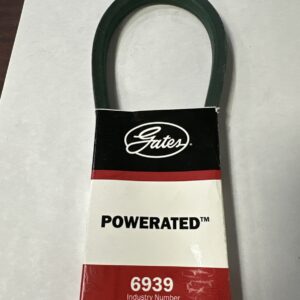 Gates
POWERATED™
6939
Industry Number